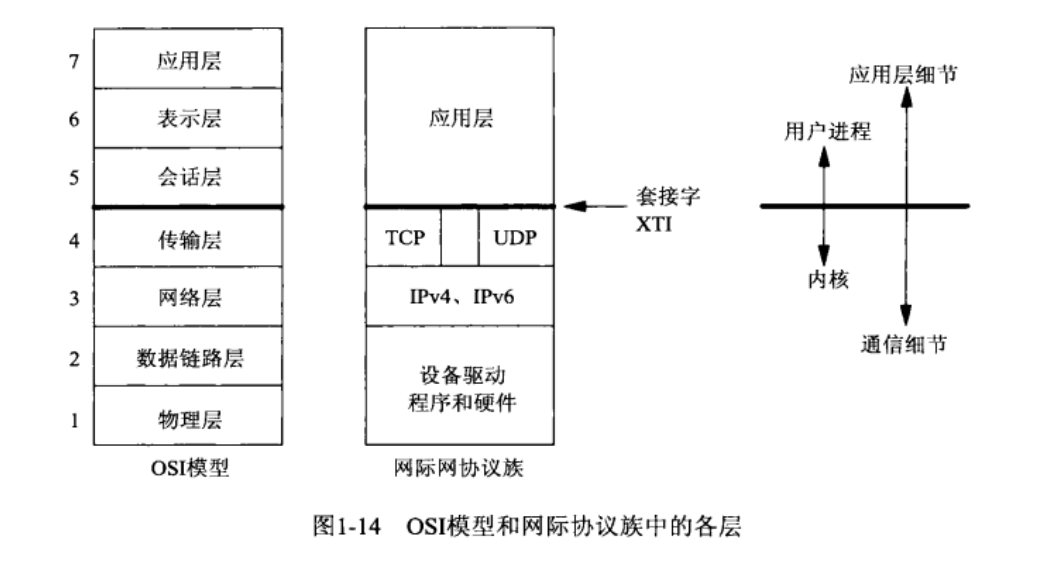 7
应用层
6
表示层
5
会话层
4
传输层
3
网络层
2
数据链路层
1
物理层
OSI模型
应用层
TCP
UDP
IPv4、IPv6
设备驱动
程序和硬件
网际网协议族
套接字
XTI
应用层细节
用户进程
内核
通信细节
图1-14 OSI模型和网际协议族中的各层